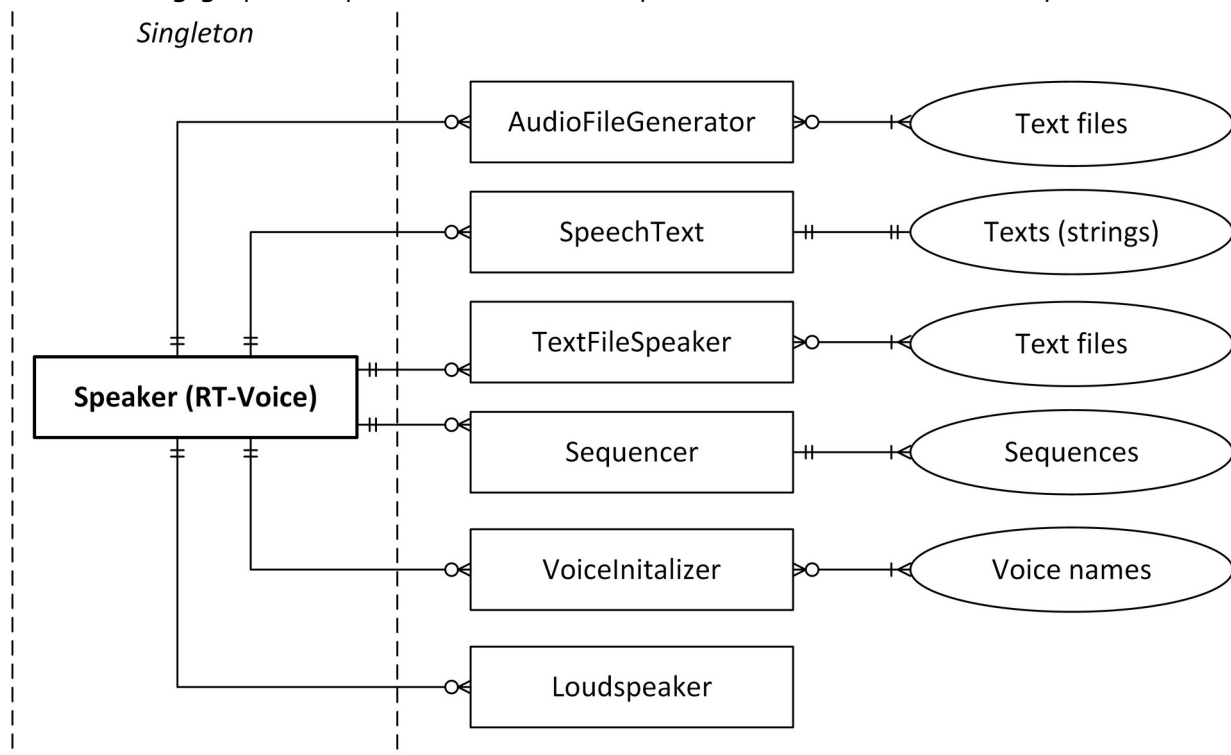 Singleton
AudioFileGenerator
Text files
SpeechText
Texts (strings)
TextFileSpeaker
Text files
Speaker (RT-Voice)
Sequencer
Sequences
VoiceInitalizer
Voice names
Loudspeaker